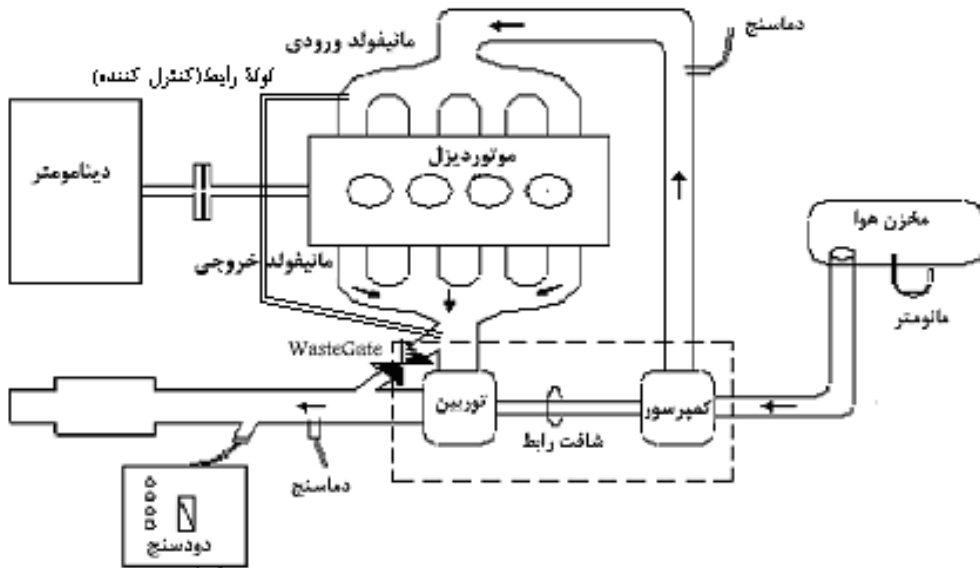 دماسنج
مانیفولد ورودی
لولهٔ رابط(کنترل کننده)
موتوردیزل
دینامومتر
مخزن هوا
مانیفولد خروجی
مانومتر
WasteGate
توربین
کمپرسور
شافت رابط
دماسنج
دودسنج